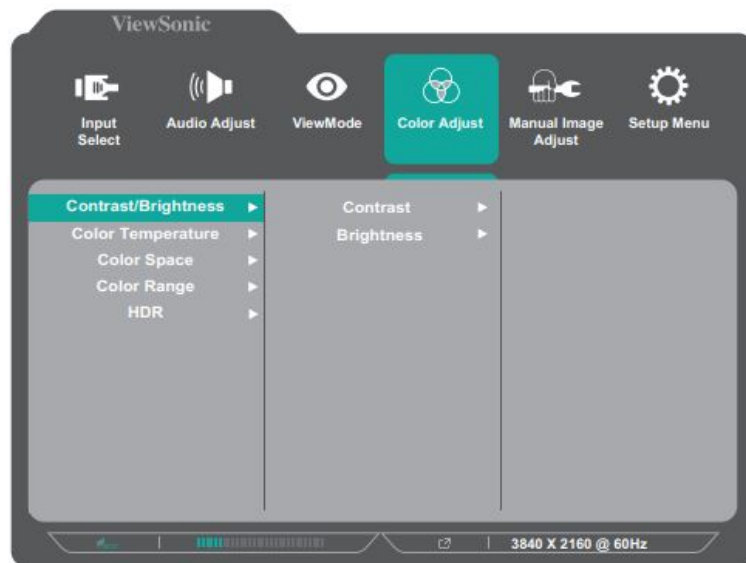 ViewSonic
Input
Select
Audio Adjust
ViewMode
Color Adjust
Manual Image
Adjust
Setup Menu
Contrast/Brightness
Color Temperature
Color Space
Color Range
HDR
Contrast
Brightness
3840 X 2160 @ 60Hz